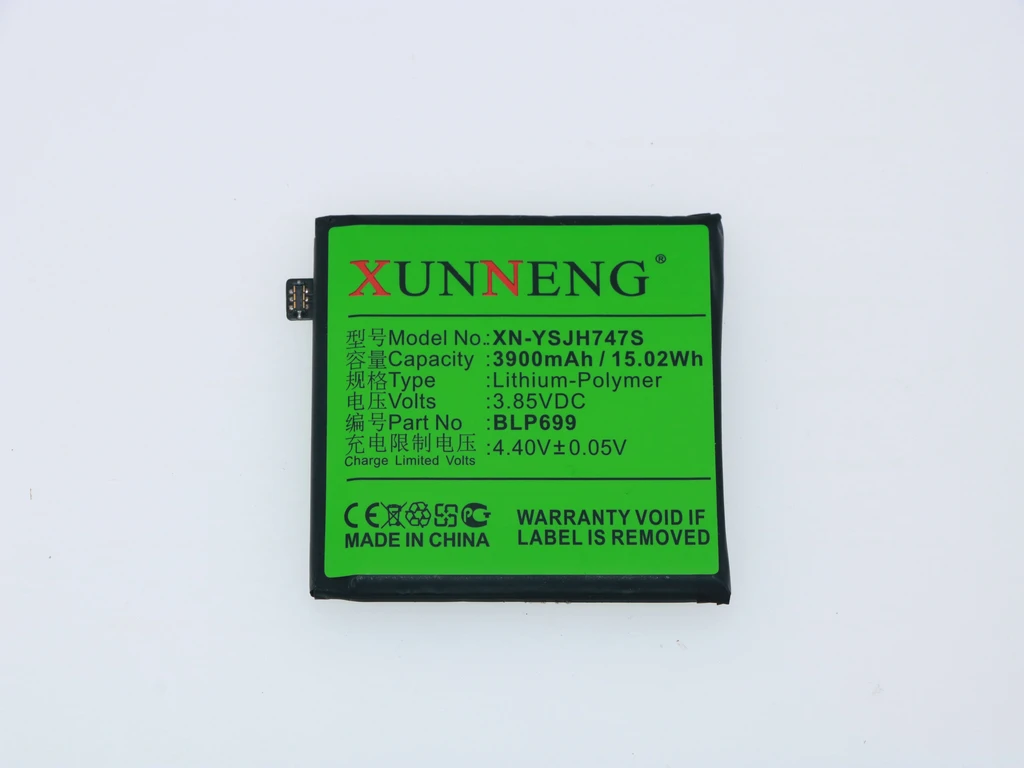 XUNNENG®
型号Model No.:XN-YSJH747S
容量Capacity :3900mAh / 15.02Wh
规格Type :Lithium-Polymer
电压Volts :3.85VDC
编号Part No :BLP699
充电限制电压 :4.40V±0.05V
Charge Limited Volts
CE PC
MADE IN CHINA
WARRANTY VOID IF
LABEL IS REMOVED